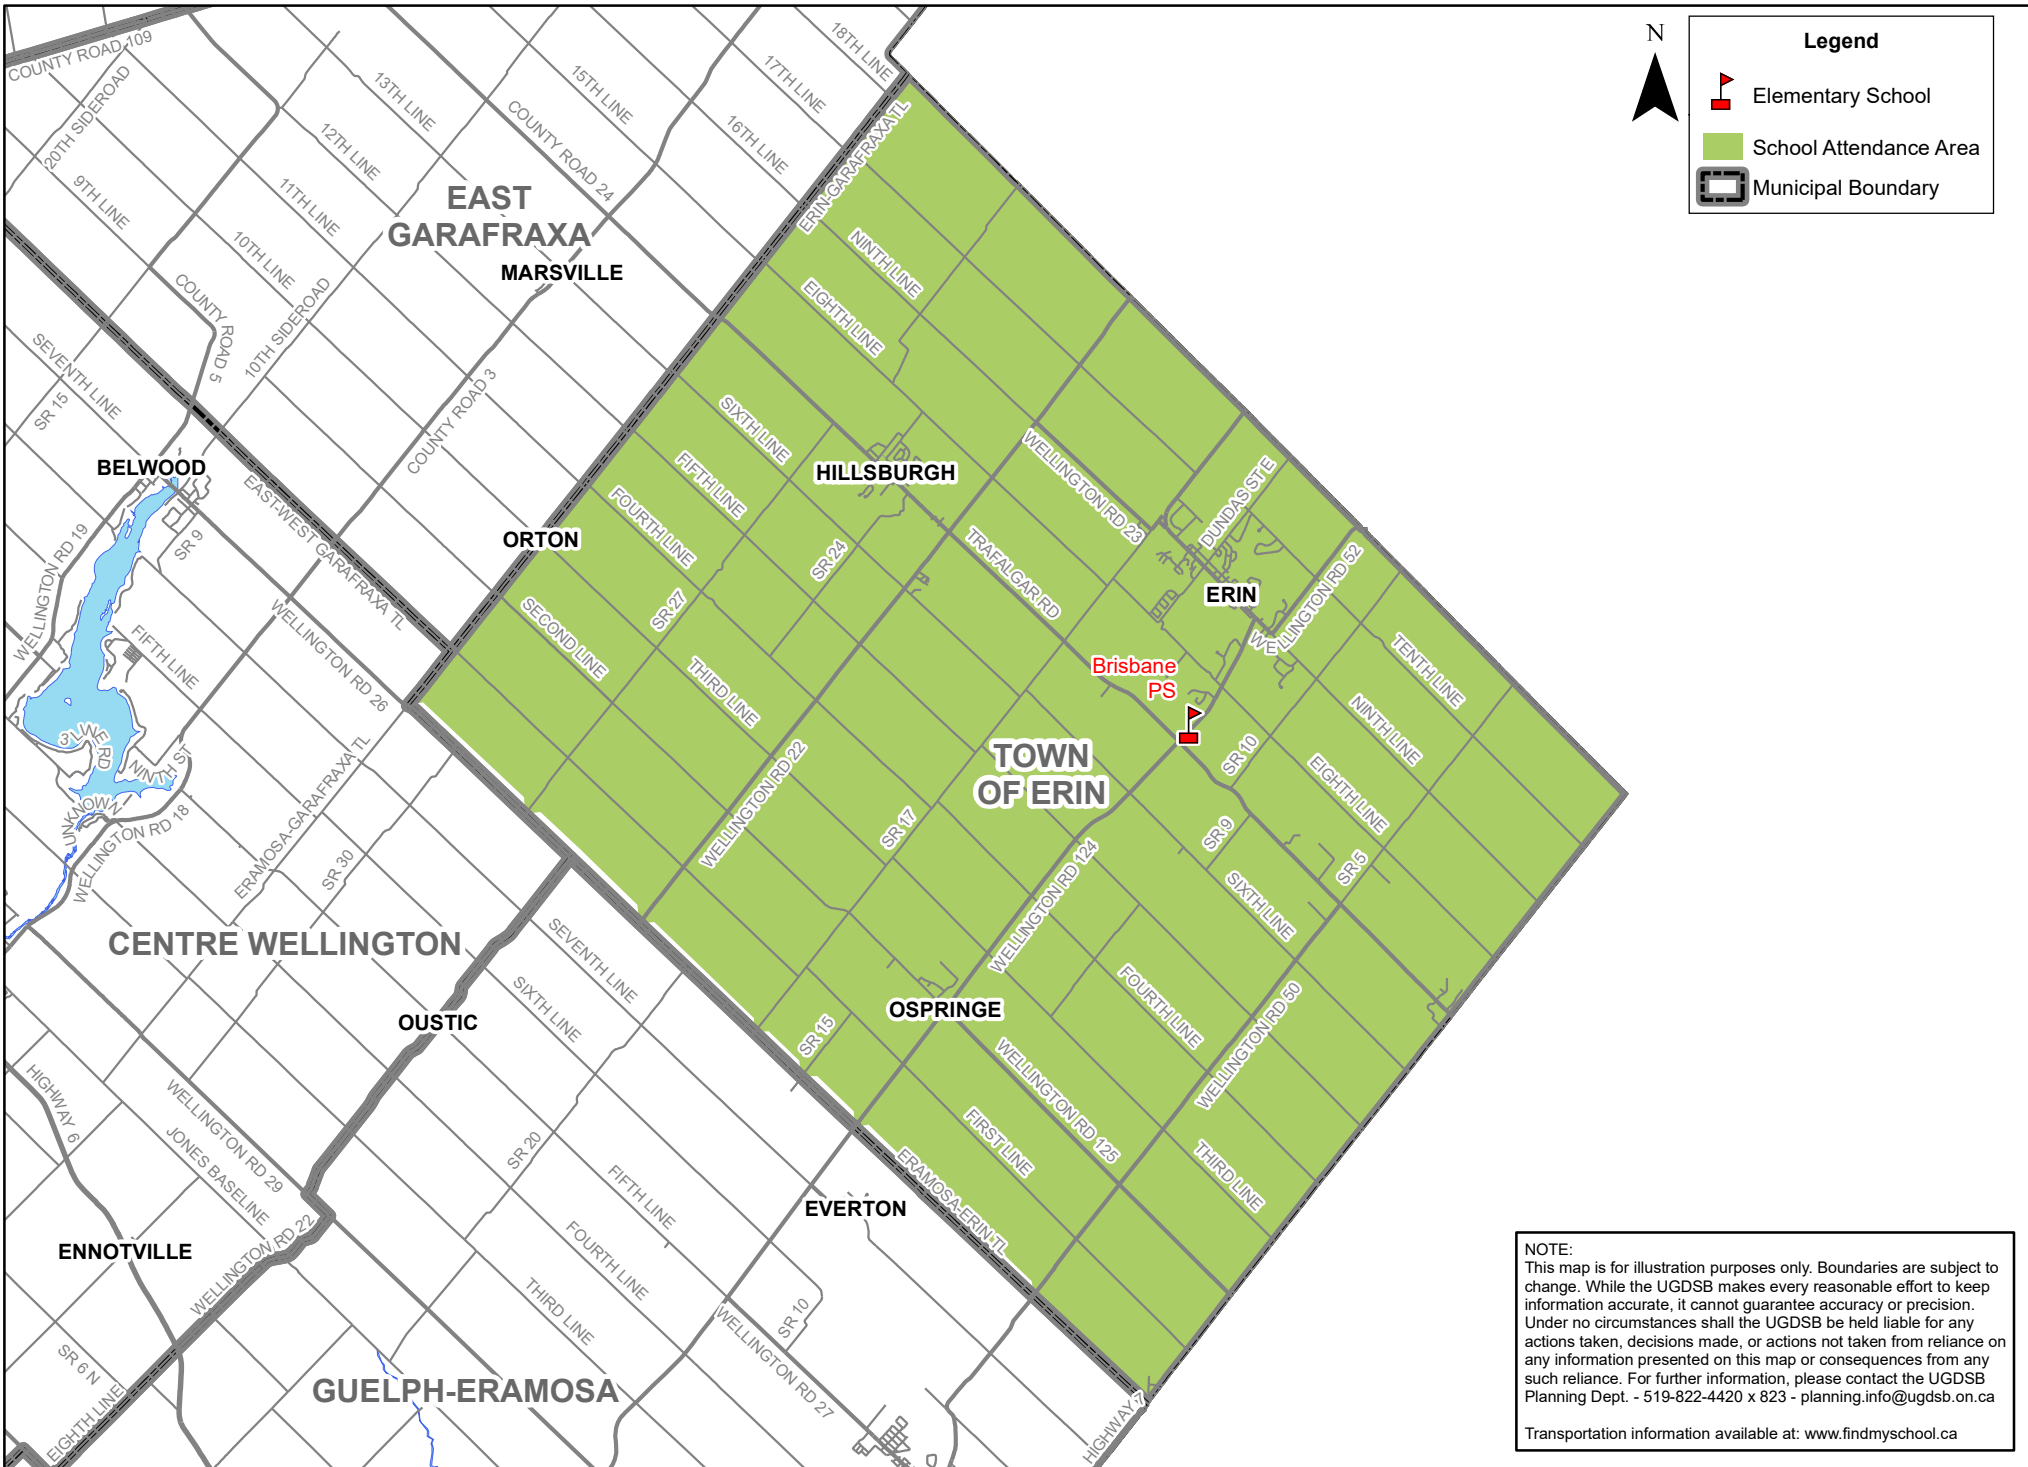 COUNTY ROAD 109
20TH SIDEROAD
9TH LINE
13TH LINE
12TH LINE
11TH LINE
10TH LINE
15TH LINE
COUNTY ROAD 24
18TH LINE
17TH LINE
16TH LINE
ERIN-GARAFRAXA TL
N
Legend
Elementary School
School Attendance Area
Municipal Boundary
EAST
GARAFRAXA
MARSVILLE
COUNTY ROAD 5
10TH SIDEROAD
COUNTY ROAD 3
SEVENTH LINE
SR 15
BELWOOD
EAST-WEST GARAFRAXA TL
WELLINGTON RD 19
SR 9
FIFTH LINE
WELLINGTON RD 26
3 LINE RD
NINTH ST
UNKNOWN
WELLINGTON RD 18
ERAMOSA-GARAFRAXA TL
SR 30
ORTON
NINTH LINE
EIGHTH LINE
SIXTH LINE
FIFTH LINE
FOURTH LINE
SECOND LINE
THIRD LINE
SR 27
SR 24
HILLSBURGH
TRAFALGAR RD
WELLINGTON RD 23
DUNDAS ST E
ERIN
WELLINGTON RD 52
WE
TENTH LINE
NINTH LINE
EIGHTH LINE
Brisbane
PS
TOWN
OF ERIN
SR 10
SR 9
SR 5
SIXTH LINE
WELLINGTON RD 22
SR 17
WELLINGTON RD 124
FOURTH LINE
WELLINGTON RD 50
OSPRINGE
SR 15
WELLINGTON RD 125
FIRST LINE
THIRD LINE
ERAMOSA-ERIN TL
HIGHWAY 7
CENTRE WELLINGTON
OUSTIC
SEVENTH LINE
SIXTH LINE
HIGHWAY 6
WELLINGTON RD 29
JONES BASELINE
SR 20
FIFTH LINE
FOURTH LINE
THIRD LINE
EVERTON
ENNOTVILLE
WELLINGTON RD 22
SR 10
WELLINGTON RD 27
SR 6 N
EIGHTH LINE
GUELPH-ERAMOSA
NOTE:
This map is for illustration purposes only. Boundaries are subject to
change. While the UGDSB makes every reasonable effort to keep
information accurate, it cannot guarantee accuracy or precision.
Under no circumstances shall the UGDSB be held liable for any
actions taken, decisions made, or actions not taken from reliance on
any information presented on this map or consequences from any
such reliance. For further information, please contact the UGDSB
Planning Dept. - 519-822-4420 x 823 - planning.info@ugdsb.on.ca
Transportation information available at: www.findmyschool.ca